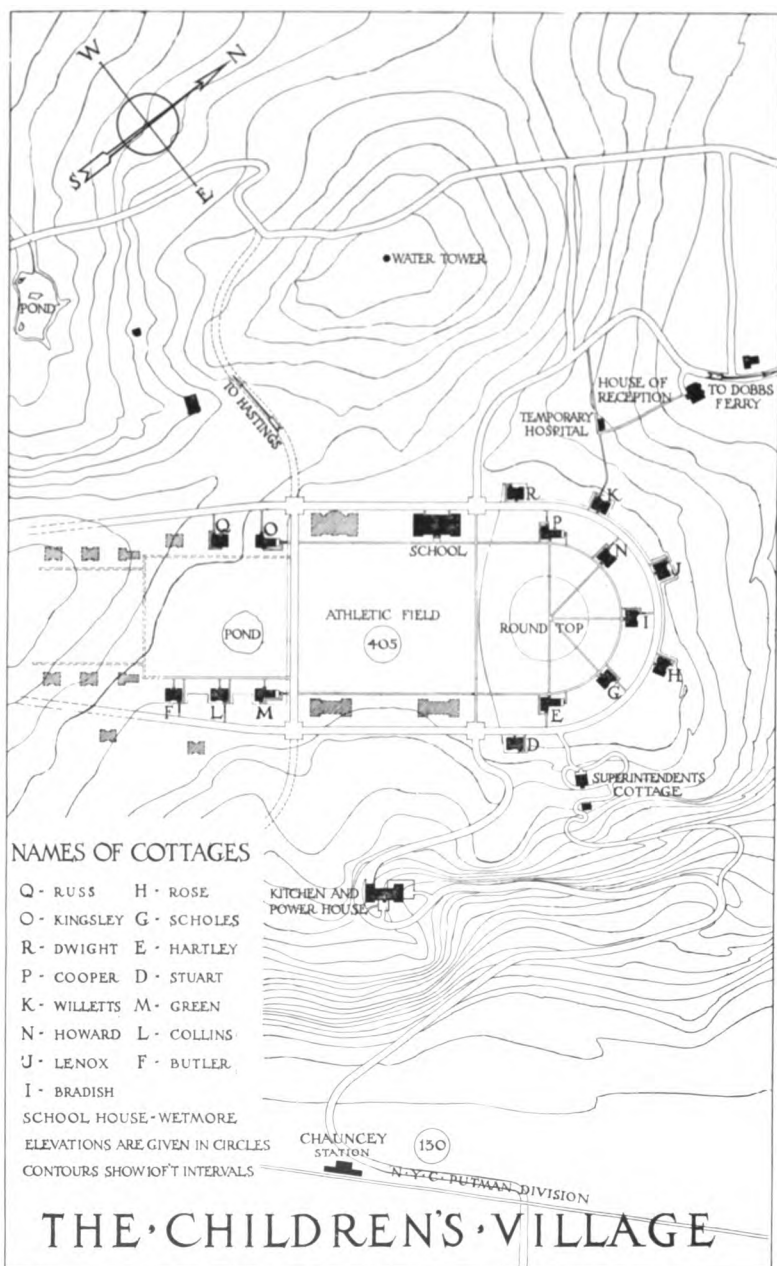 W
N
S
E
WATER TOWER
POND
TO HASTINGS
HOUSE OF
RECEPTION
TO DOBBS
FERRY
TEMPORARY
HOSPITAL
R
K
Q
O
P
SCHOOL
N
J
ATHLETIC FIELD
405
POND
ROUND TOP
I
H
G
F
L
M
E
D
SUPERINTENDENTS
COTTAGE
KITCHEN AND
POWER HOUSE
NAMES OF COTTAGES
Q - RUSS H - ROSE
O - KINGSLEY G - SCHOLES
R - DWIGHT E - HARTLEY
P - COOPER D - STUART
K - WILLETTS M - GREEN
N - HOWARD L - COLLINS
J - LENOX F - BUTLER
I - BRADISH
SCHOOL HOUSE - WETMORE
ELEVATIONS ARE GIVEN IN CIRCLES
CONTOURS SHOW 10F'T INTERVALS
CHAUNCEY
STATION
130
N·Y·C·PUTMAN DIVISION
THE·CHILDREN'S·VILLAGE